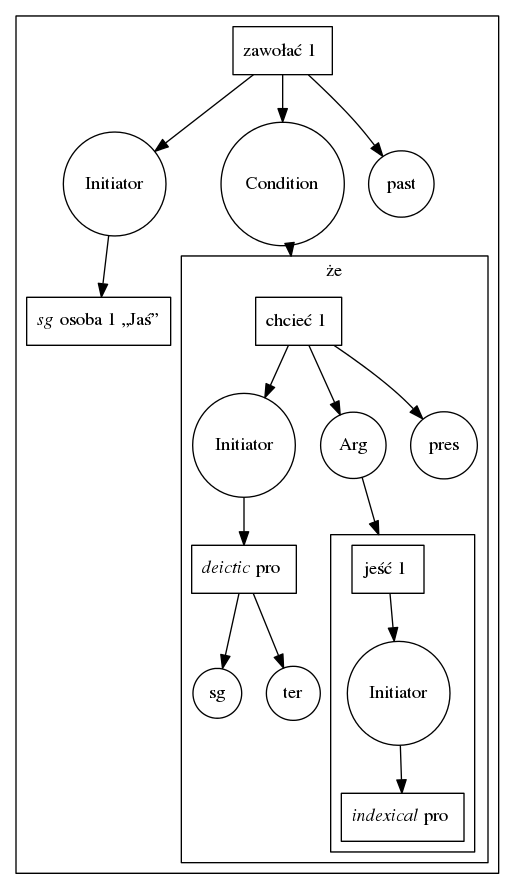 zawołać 1
Initiator
Condition
past
że
sg osoba 1 „Jaś”
chcieć 1
Initiator
Arg
pres
deictic pro
jeść 1
sg
ter
Initiator
indexical pro